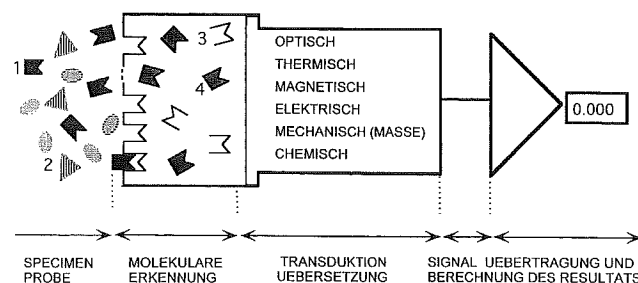 1
2
3
4
OPTISCH
THERMISCH
MAGNETISCH
ELEKTRISCH
MECHANISCH (MASSE)
CHEMISCH
0.000
SPECIMEN
PROBE
MOLEKULARE
ERKENNUNG
TRANSDUKTION
UEBERSETZUNG
SIGNAL UEBERTRAGUNG UND
BERECHNUNG DES RESULTATS